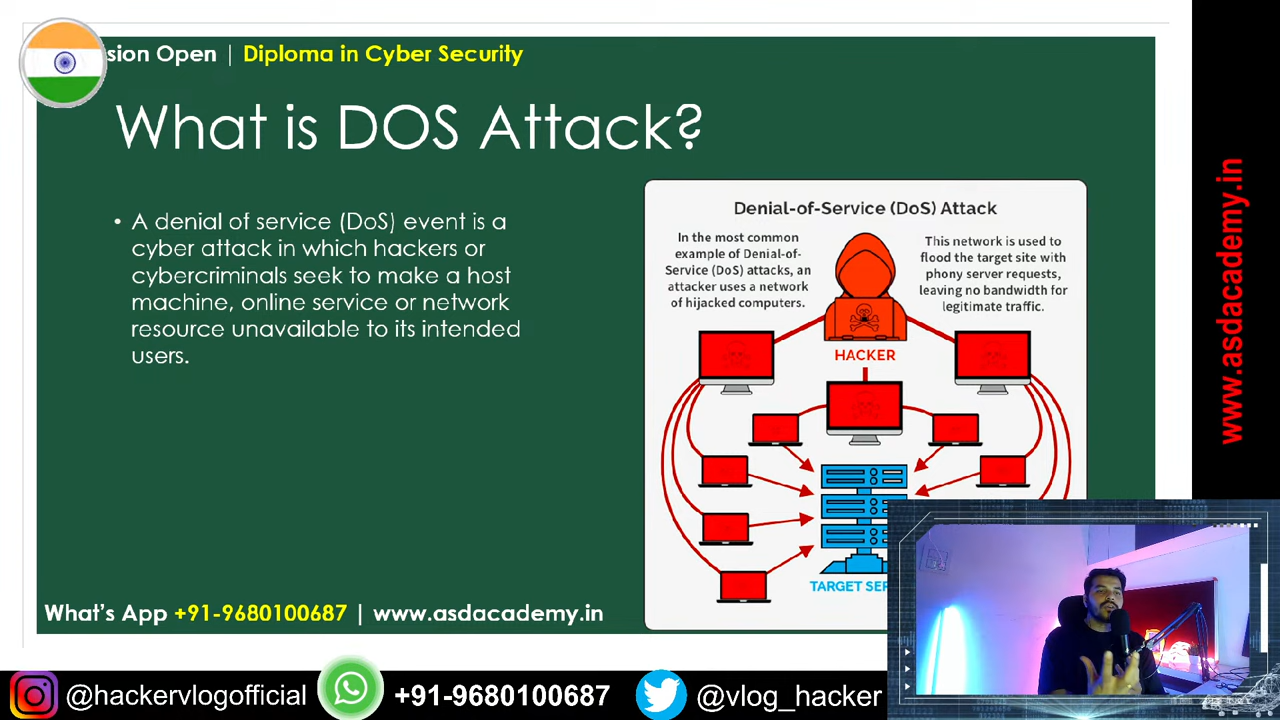 sion Open | Diploma in Cyber Security
What is DOS Attack?
• A denial of service (DoS) event is a
cyber attack in which hackers or
cybercriminals seek to make a host
machine, online service or network
resource unavailable to its intended
users.
Denial-of-Service (DoS) Attack
In the most common
example of Denial-of-
Service (DoS) attacks, an
attacker uses a network
of hijacked computers.
This network is used to
flood the target site with
phony server requests,
leaving no bandwidth for
legitimate traffic.
HACKER
TARGET SER
What's App +91-9680100687 | www.asdacademy.in
www.asdacademy.in
@hackervlogofficial
+91-9680100687
@vlog_hacker